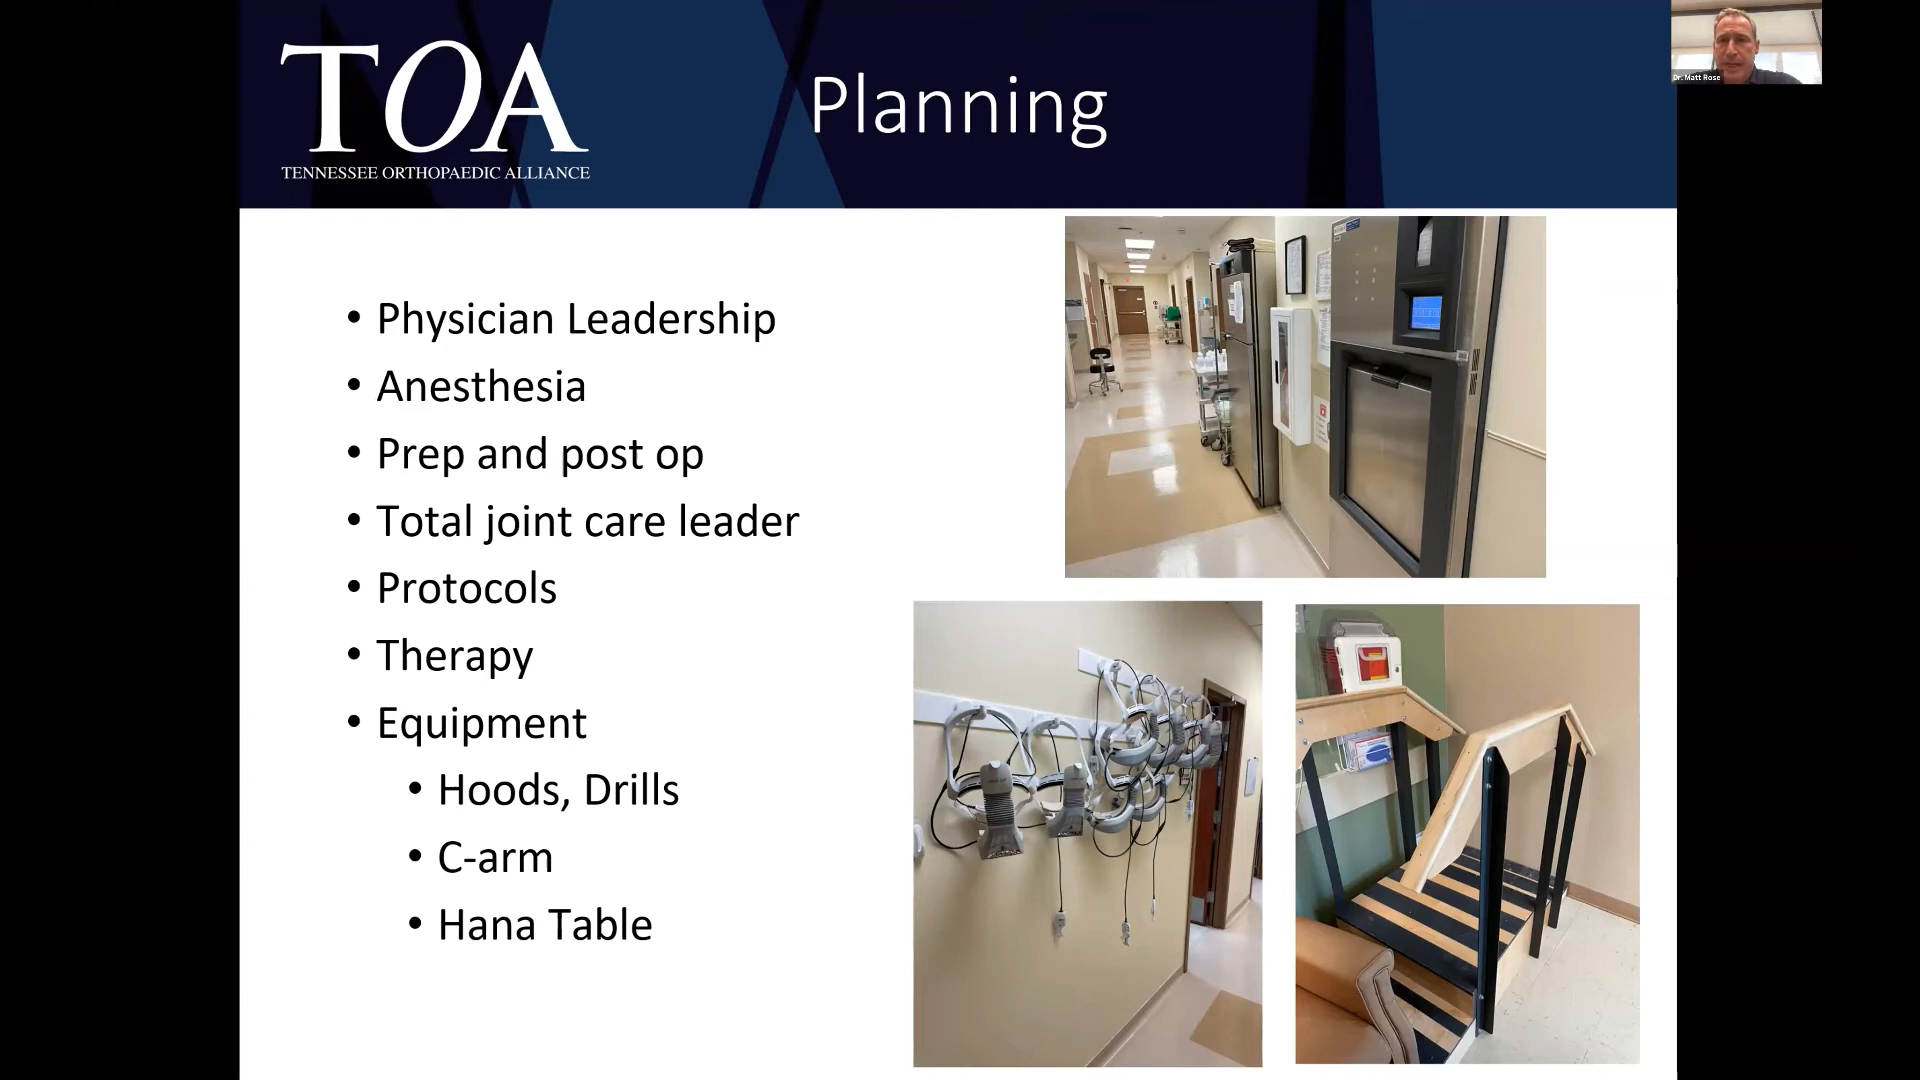 TOA
TENNESSEE ORTHOPAEDIC ALLIANCE
Planning
Dr. Matt Rose
• Physician Leadership
• Anesthesia
• Prep and post op
• Total joint care leader
• Protocols
• Therapy
• Equipment
• Hoods, Drills
• C-arm
• Hana Table